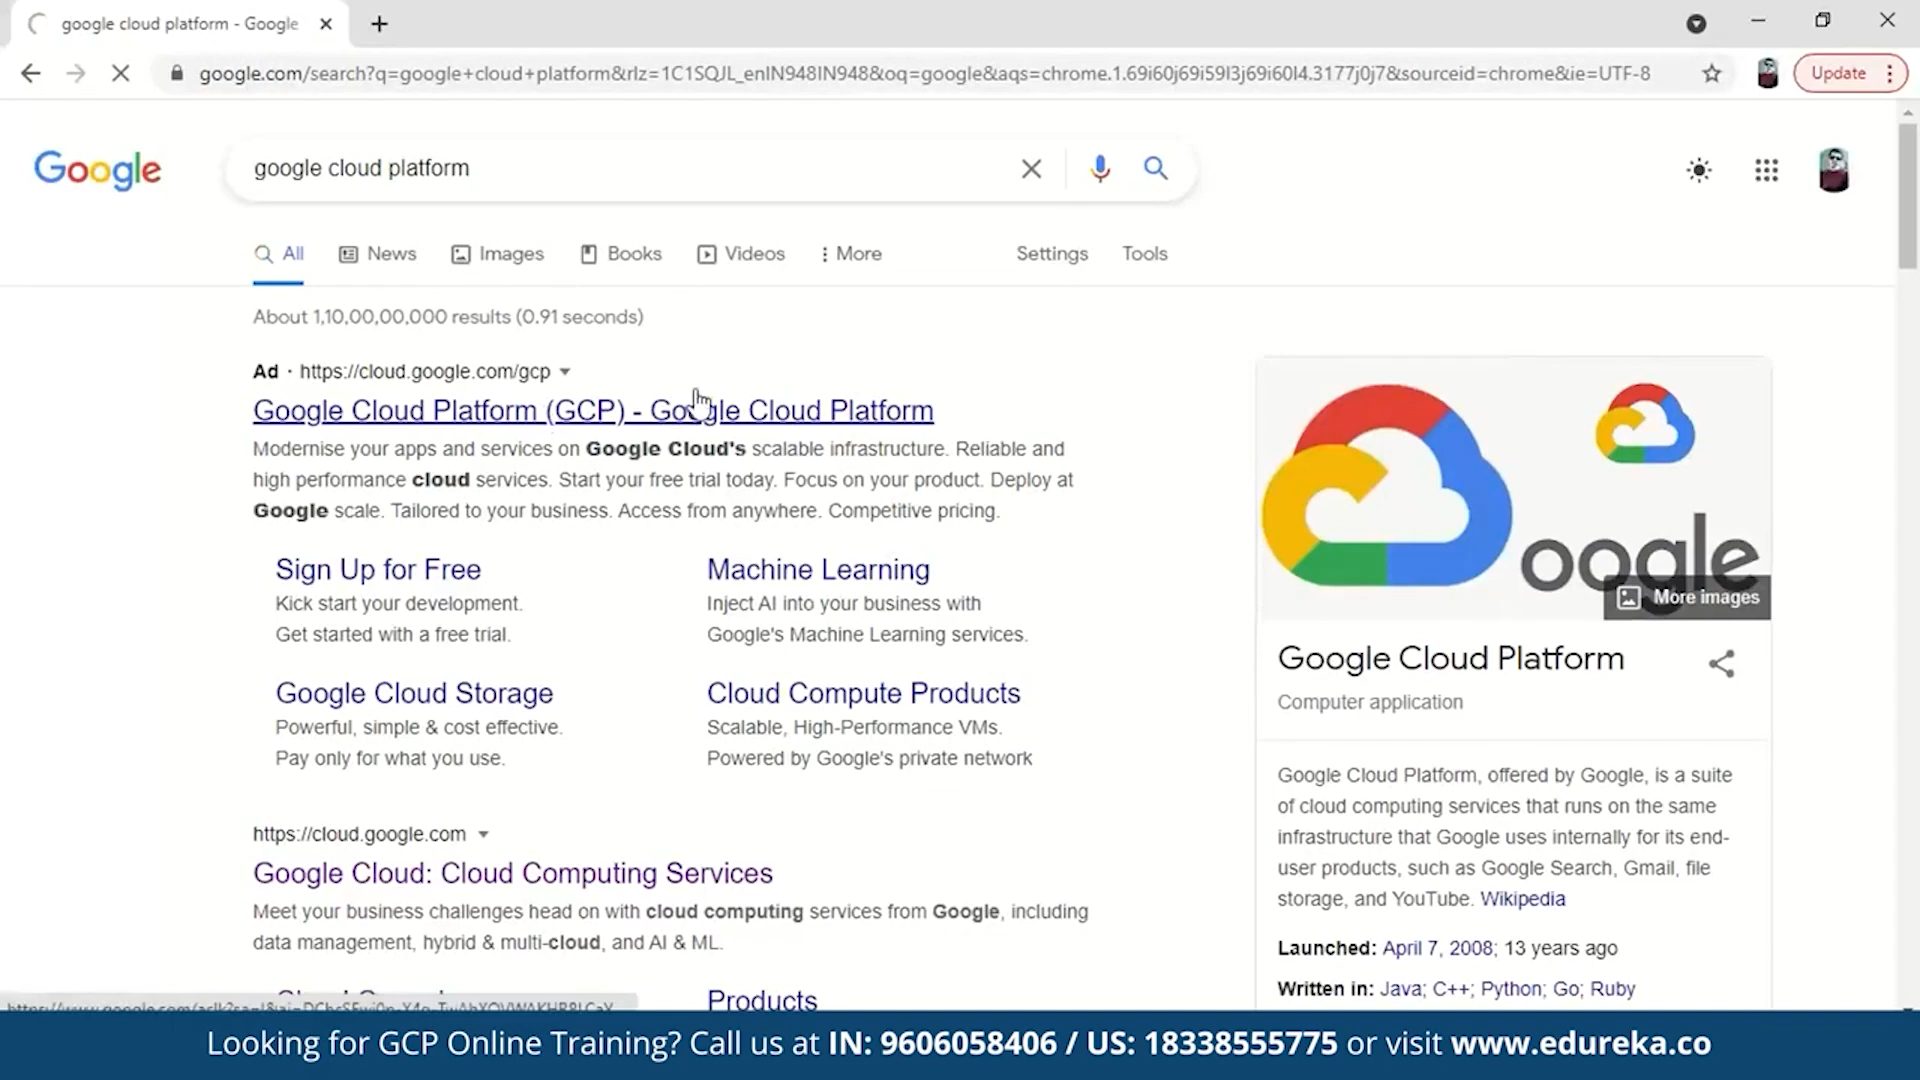 google cloud platform - Google
google.com/search?q=google+cloud+platform&rlz=1C1SQJL_enIN948IN948&oq=google&aqs=chrome.1.69i60j69i59l3j69i60l4.3177j0j7&sourceid=chrome&ie=UTF-8
Update
Google
google cloud platform
All News Images Books Videos More Settings Tools
About 1,10,00,00,000 results (0.91 seconds)
Ad · https://cloud.google.com/gcp
Google Cloud Platform (GCP) - Google Cloud Platform
Modernise your apps and services on Google Cloud's scalable infrastructure. Reliable and
high performance cloud services. Start your free trial today. Focus on your product. Deploy at
Google scale. Tailored to your business. Access from anywhere. Competitive pricing.
Sign Up for Free
Kick start your development.
Get started with a free trial.
Machine Learning
Inject AI into your business with
Google's Machine Learning services.
Google Cloud Storage
Powerful, simple & cost effective.
Pay only for what you use.
Cloud Compute Products
Scalable, High-Performance VMs.
Powered by Google's private network
https://cloud.google.com
Google Cloud: Cloud Computing Services
Meet your business challenges head on with cloud computing services from Google, including
data management, hybrid & multi-cloud, and AI & ML.
Products
oogle
More images
Google Cloud Platform
Computer application
Google Cloud Platform, offered by Google, is a suite
of cloud computing services that runs on the same
infrastructure that Google uses internally for its end-
user products, such as Google Search, Gmail, file
storage, and YouTube. Wikipedia
Launched: April 7, 2008; 13 years ago
Written in: Java; C++; Python; Go; Ruby
Looking for GCP Online Training? Call us at IN: 9606058406 / US: 18338555775 or visit www.edureka.co